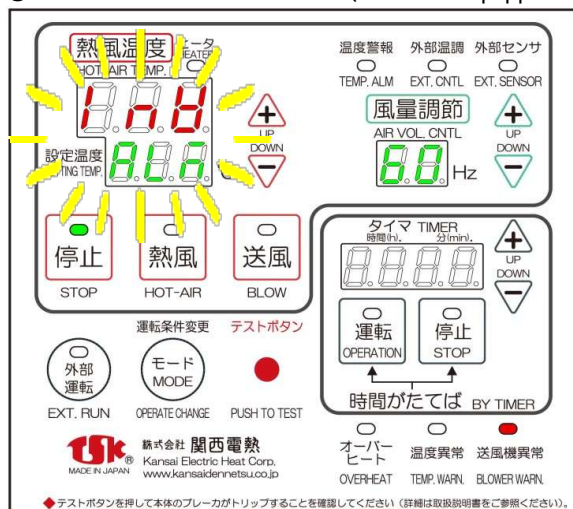 熱風温度 ヒータ
HOT-AIR TEMP. HEATER
設定温度
SETTING TEMP.
UP
DOWN
温度警報 外部温調 外部センサ
TEMP. ALM EXT. CNTL EXT. SENSOR
風量調節
AIR VOL. CNTL
60 Hz
UP
DOWN
停止 熱風 送風
STOP HOT-AIR BLOW
タイマ TIMER
時間(h). 分(min).
8.8.8.8.
UP
DOWN
運転 停止
OPERATION STOP
時間がたてば BY TIMER
運転条件変更 テストボタン
外部
運転
モード
MODE
EXT. RUN OPERATE CHANGE PUSH TO TEST
オーバー
ヒート
温度異常 送風機異常
OVERHEAT TEMP. WARN. BLOWER WARN.
TSK®
MADE IN JAPAN
株式会社 関西電熱
Kansai Electric Heat Corp.
www.kansaidennetsu.co.jp
◆テストボタンを押して本体のブレーカがトリップすることを確認してください（詳細は取扱説明書をご参照ください）。